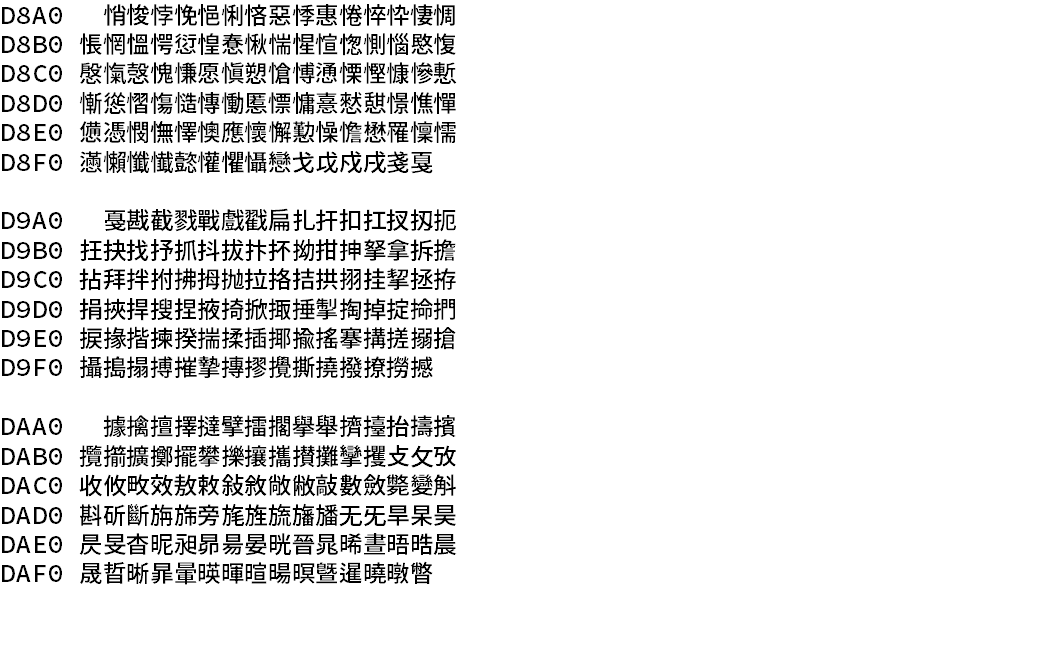 D8A0 悄悛悖悗悒悧悋惡悸惠惓悴忰悽惆
D8B0 悵惘慍愕愆惶惷愀惴惺愃愡惻惱愍愎
D8C0 慇愾愨愧慊愿愼愬愴愽慂慄慳慷慘慙
D8D0 慚慫慴慯慥慱慟慝慓慵憙憖憇憬憔憚
D8E0 憊憑憫憮懌懊應懷懈懃懆憺懋罹懍懦
D8F0 懣懶懺懴懿懽懼懾戀戈戉戍戌戔戛
D9A0 戞戡截戮戰戲戳扁扎扞扣扛扠扨扼
D9B0 抂抉找抒抓抖拔抃抔拗拑抻拏拿拆擔
D9C0 拈拜拌拊拂拇抛拉挌拮拱挧挂挈拯拵
D9D0 捐挾捍搜捏掖掎掀掫捶掣掏掉掟掵捫
D9E0 捩掾揩揀揆揣揉插揶揄搖搴搆搓搦搶
D9F0 攝搗搨搏摧摯摶摎攪撕撓撥撩撈撼
DAA0 據擒擅擇撻擘擂擱擧舉擠擡抬擣擯
DAB0 攬擶擴擲擺攀擽攘攜攅攤攣攫攴攵攷
DAC0 收攸畋效敖敕敍敘敞敝敲數斂斃變斛
DAD0 斟斫斷旃旆旁旄旌旒旛旙无旡旱杲昊
DAE0 昃旻杳昵昶昴昜晏晄晉晁晞晝晤晧晨
DAF0 晟晢晰暃暈暎暉暄暘暝曁暹曉暾暼